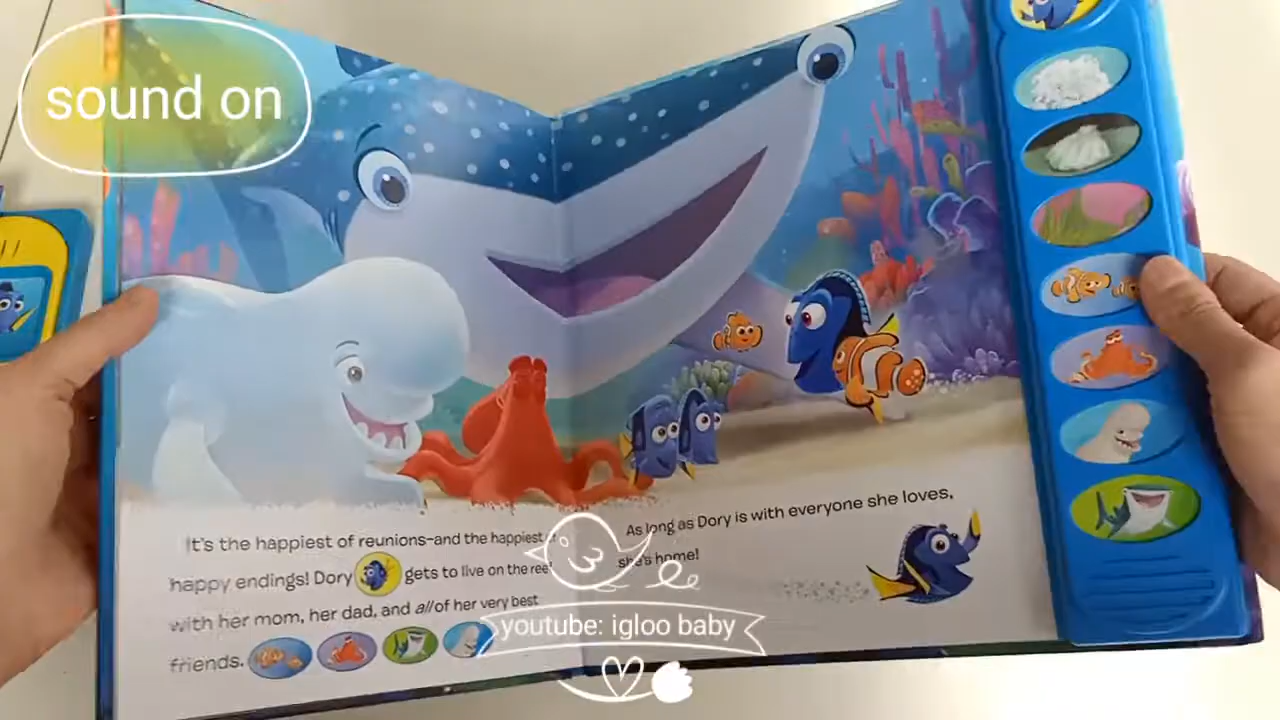 sound on
It's the happiest of reunions–and the happiest
happy endings! Dory gets to live on the reef
with her mom, her dad, and all of her very best
friends.
As long as Dory is with everyone she loves,
she's home!
youtube: igloo baby